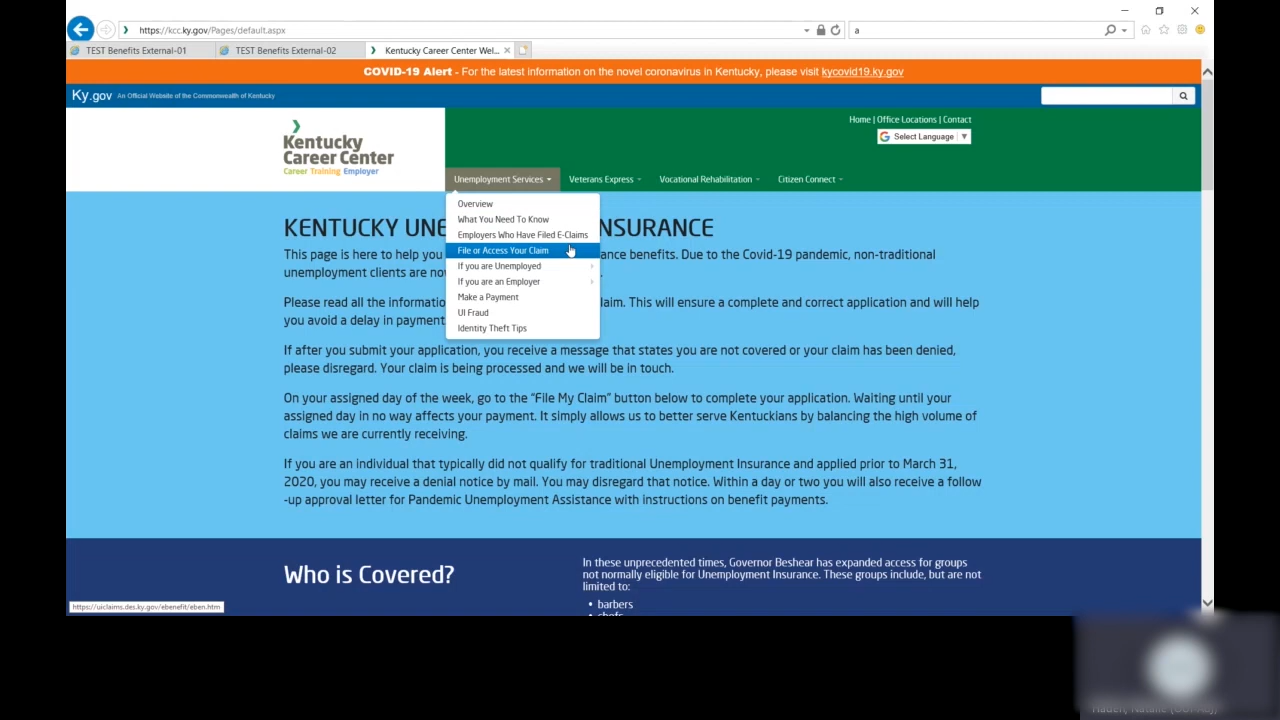 https://kcc.ky.gov/Pages/default.aspx
a
TEST Benefits External-01
TEST Benefits External-02
Kentucky Career Center Wel...
COVID-19 Alert - For the latest information on the novel coronavirus in Kentucky, please visit kycovid19.ky.gov
Ky.gov An Official Website of the Commonwealth of Kentucky
Home | Office Locations | Contact
Select Language
Kentucky
Career Center
Career Training Employer
Unemployment Services
Veterans Express
Vocational Rehabilitation
Citizen Connect
Overview
What You Need To Know
Employers Who Have Filed E-Claims
File or Access Your Claim
If you are Unemployed
If you are an Employer
Make a Payment
UI Fraud
Identity Theft Tips
KENTUCKY UNE NSURANCE
This page is here to help you ance benefits. Due to the Covid-19 pandemic, non-traditional
unemployment clients are no
Please read all the informatio laim. This will ensure a complete and correct application and will help
you avoid a delay in payment
If after you submit your application, you receive a message that states you are not covered or your claim has been denied,
please disregard. Your claim is being processed and we will be in touch.
On your assigned day of the week, go to the “File My Claim” button below to complete your application. Waiting until your
assigned day in no way affects your payment. It simply allows us to better serve Kentuckians by balancing the high volume of
claims we are currently receiving.
If you are an individual that typically did not qualify for traditional Unemployment Insurance and applied prior to March 31,
2020, you may receive a denial notice by mail. You may disregard that notice. Within a day or two you will also receive a follow
-up approval letter for Pandemic Unemployment Assistance with instructions on benefit payments.
Who is Covered?
In these unprecedented times, Governor Beshear has expanded access for groups
not normally eligible for Unemployment Insurance. These groups include, but are not
limited to:
• barbers
• chefs
https://uiclaims.des.ky.gov/ebenefit/eben.htm